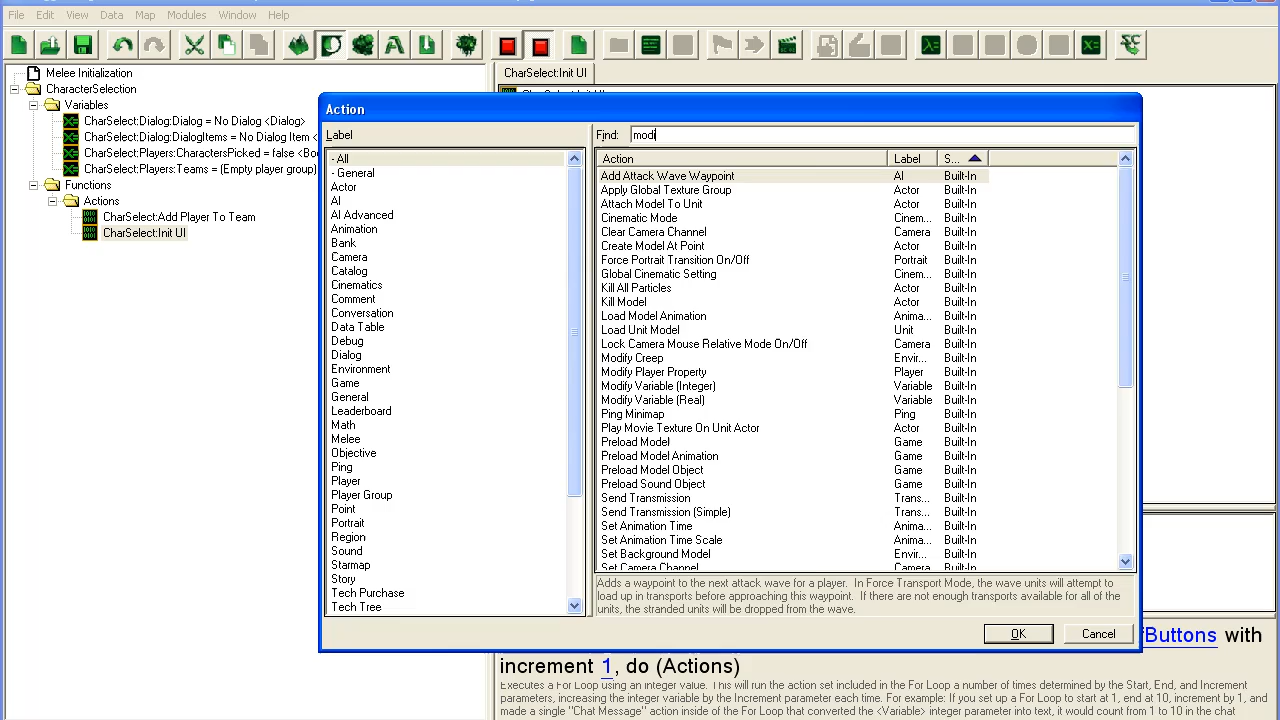 File Edit View Data Map Modules Window Help
Melee Initialization
CharacterSelection
Variables
CharSelect:Dialog:Dialog = No Dialog <Dialog>
CharSelect:Dialog:DialogItems = No Dialog Item <
CharSelect:Players:CharactersPicked = false <Boo
CharSelect:Players:Teams = (Empty player group)
Functions
Actions
CharSelect:Add Player To Team
CharSelect:Init UI
CharSelect:Init UI
Action
Label
- All
- General
Actor
AI
AI Advanced
Animation
Bank
Camera
Catalog
Cinematics
Comment
Conversation
Data Table
Debug
Dialog
Environment
Game
General
Leaderboard
Math
Melee
Objective
Ping
Player
Player Group
Point
Portrait
Region
Sound
Starmap
Story
Tech Purchase
Tech Tree
Find: modi
Action Label S...
Add Attack Wave Waypoint AI Built-In
Apply Global Texture Group Actor Built-In
Attach Model To Unit Actor Built-In
Cinematic Mode Cinem... Built-In
Clear Camera Channel Camera Built-In
Create Model At Point Actor Built-In
Force Portrait Transition On/Off Portrait Built-In
Global Cinematic Setting Cinem... Built-In
Kill All Particles Actor Built-In
Kill Model Actor Built-In
Load Model Animation Anima... Built-In
Load Unit Model Unit Built-In
Lock Camera Mouse Relative Mode On/Off Camera Built-In
Modify Creep Envir... Built-In
Modify Player Property Player Built-In
Modify Variable (Integer) Variable Built-In
Modify Variable (Real) Variable Built-In
Ping Minimap Ping Built-In
Play Movie Texture On Unit Actor Actor Built-In
Preload Model Game Built-In
Preload Model Animation Game Built-In
Preload Model Object Game Built-In
Preload Sound Object Game Built-In
Send Transmission Trans... Built-In
Send Transmission (Simple) Trans... Built-In
Set Animation Time Anima... Built-In
Set Animation Time Scale Anima... Built-In
Set Background Model Envir... Built-In
Set Camera Channel Camera Built-In
Adds a waypoint to the next attack wave for a player. In Force Transport Mode, the wave units will attempt to
load up in transports before approaching this waypoint. If there are not enough transports available for all of the
units, the stranded units will be dropped from the wave.
OK Cancel
Buttons with
increment 1, do (Actions)
Executes a For Loop using an integer value. This will run the action set included in the For Loop a number of times determined by the Start, End, and Increment
parameters, increasing the integer variable by the Increment parameter each time. For example: If you set up a For Loop to start at 1, end at 10, increment by 1, and
made a single "Chat Message" action inside of the For Loop that converted the <Variable> integer parameter into text, it would count from 1 to 10 in the chat